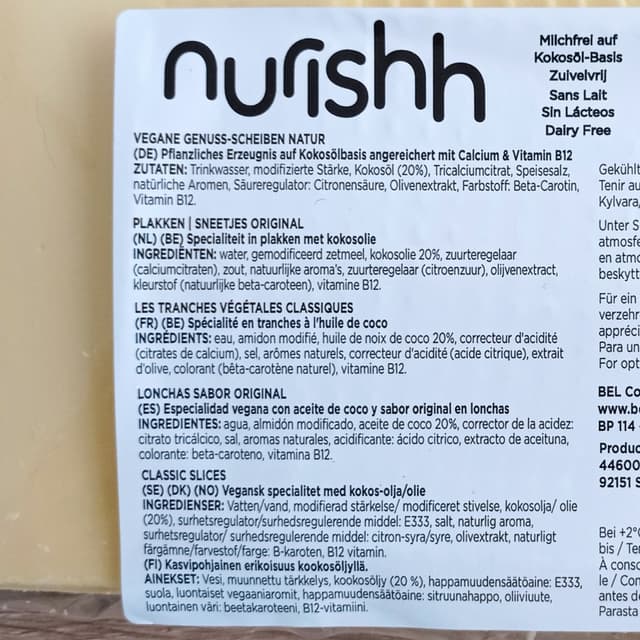 nurishh
Milchfrei auf
Kokosöl-Basis
Zuivelvrij
Sans Lait
Sin Lácteos
Dairy Free
VEGANE GENUSS-SCHEIBEN NATUR
(DE) Pflanzliches Erzeugnis auf Kokosölbasis angereichert mit Calcium & Vitamin B12
ZUTATEN: Trinkwasser, modifizierte Stärke, Kokosöl (20%), Tricalciumcitrat, Speisesalz,
natürliche Aromen, Säureregulator: Citronensäure, Olivenextrakt, Farbstoff: Beta-Carotin,
Vitamin B12.
PLAKKEN | SNEETJES ORIGINAL
(NL) (BE) Specialiteit in plakken met kokosolie
INGREDIËNTEN: water, gemodificeerd zetmeel, kokosolie 20%, zuurteregelaar
(calciumcitraten), zout, natuurlijke aroma's, zuurteregelaar (citroenzuur), olijvenextract,
kleurstof (natuurlijke beta-caroteen), vitamine B12.
LES TRANCHES VÉGÉTALES CLASSIQUES
(FR) (BE) Spécialité en tranches à l'huile de coco
INGRÉDIENTS: eau, amidon modifié, huile de noix de coco 20%, correcteur d'acidité
(citrates de calcium), sel, arômes naturels, correcteur d'acidité (acide citrique), extrait
d'olive, colorant (bêta-carotène naturel), vitamine B12.
LONCHAS SABOR ORIGINAL
(ES) Especialidad vegana con aceite de coco y sabor original en lonchas
INGREDIENTES: agua, almidón modificado, aceite de coco 20%, corrector de la acidez:
citrato tricálcico, sal, aromas naturales, acidificante: ácido cítrico, extracto de aceituna,
colorante: beta-caroteno, vitamina B12.
CLASSIC SLICES
(SE) (DK) (NO) Vegansk specialitet med kokos-olja/olie
INGREDIENSER: Vatten/vand, modifierad stärkelse/ modificeret stivelse, kokosolja/ olie
(20%), surhetsregulator/surhedsregulerende middel: E333, salt, naturlig aroma,
surhetsregulator/ surhedsregulerende middel: citron-syra/syre, olivextrakt, naturligt
färgämne/farvestof/farge: B-karoten, B12 vitamin.
(FI) Kasvipohjainen erikoisuus kookosöljyllä.
AINEKSET: Vesi, muunnettu tärkkelys, kookosöljy (20 %), happamuudensäätöaine: E333,
suola, luontaiset vegaaniaromit, happamuudensäätöaine: sitruunahappo, oliiviuute,
luontainen väri: beetakaroteeni, B12-vitamiini.
Gekühlt
Tenir au
Kylvara,
Unter S
atmosfe
en atmo
beskytt
Für ein
verzehr
appréci
Para un
For opt
BEL Co
www.be
BP 114
Produc
44600
92151 S
Bei +2°
bis / Ter
À conso
le / Con
antes d
Parasta